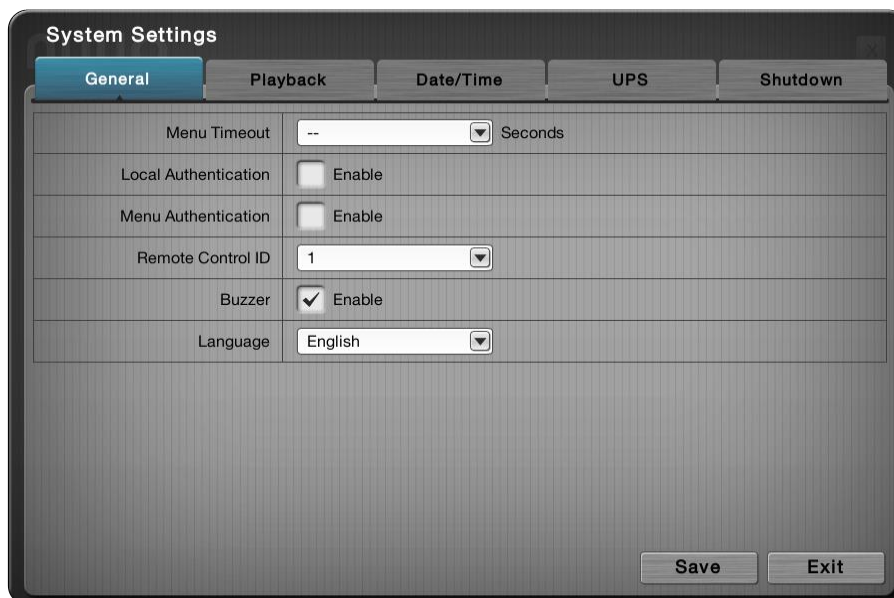 System Settings
General Playback Date/Time UPS Shutdown
Menu Timeout -- Seconds
Local Authentication Enable
Menu Authentication Enable
Remote Control ID 1
Buzzer Enable
Language English
Save Exit